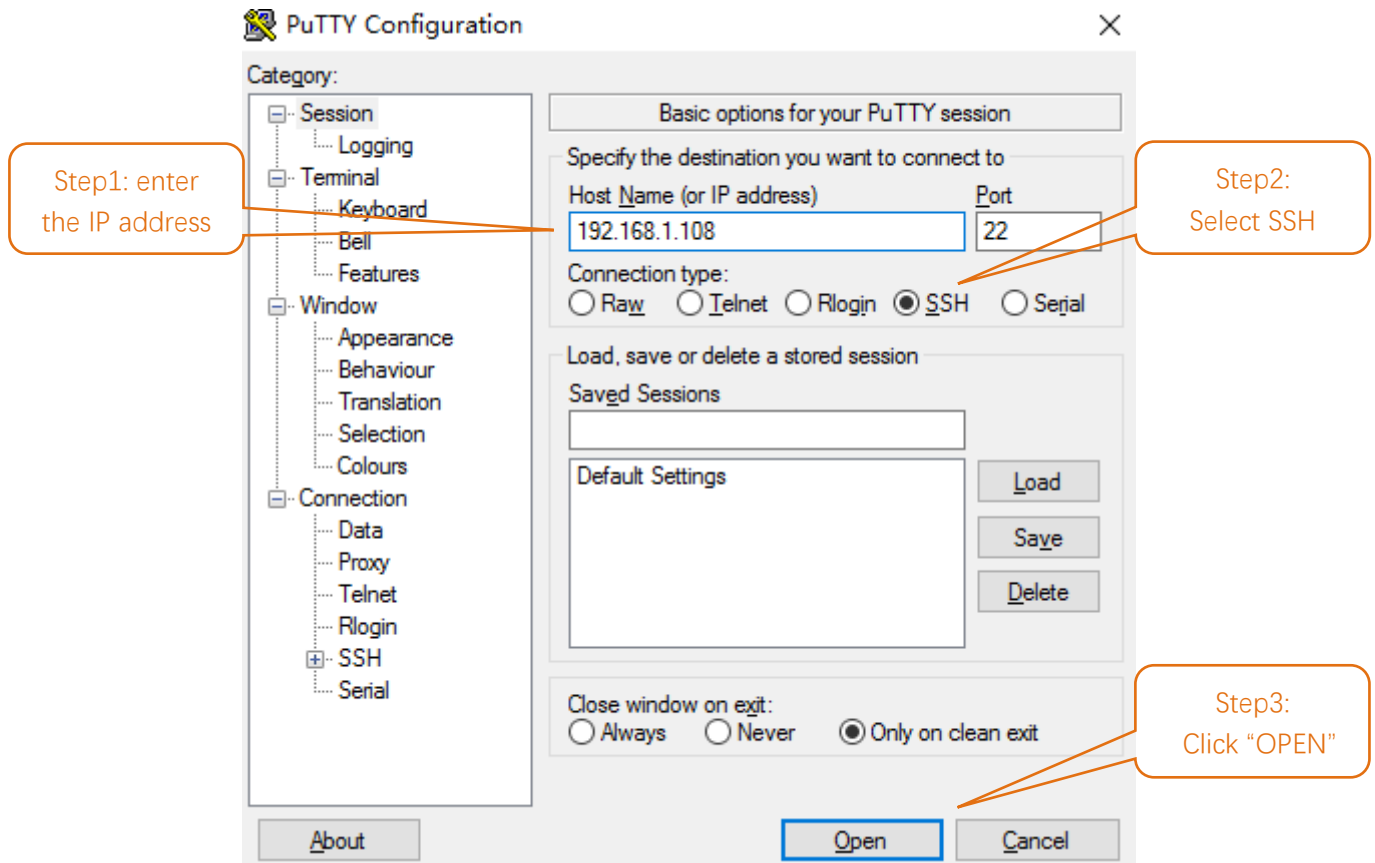 PuTTY Configuration
Category:
Session
Logging
Terminal
Keyboard
Bell
Features
Window
Appearance
Behaviour
Translation
Selection
Colours
Connection
Data
Proxy
Telnet
Rlogin
SSH
Serial
Basic options for your PuTTY session
Specify the destination you want to connect to
Host Name (or IP address) Port
192.168.1.108 22
Connection type:
Raw Telnet Rlogin SSH Serial
Load, save or delete a stored session
Saved Sessions
Default Settings
Load
Save
Delete
Close window on exit:
Always Never Only on clean exit
About Open Cancel
Step1: enter
the IP address
Step2:
Select SSH
Step3:
Click “OPEN”